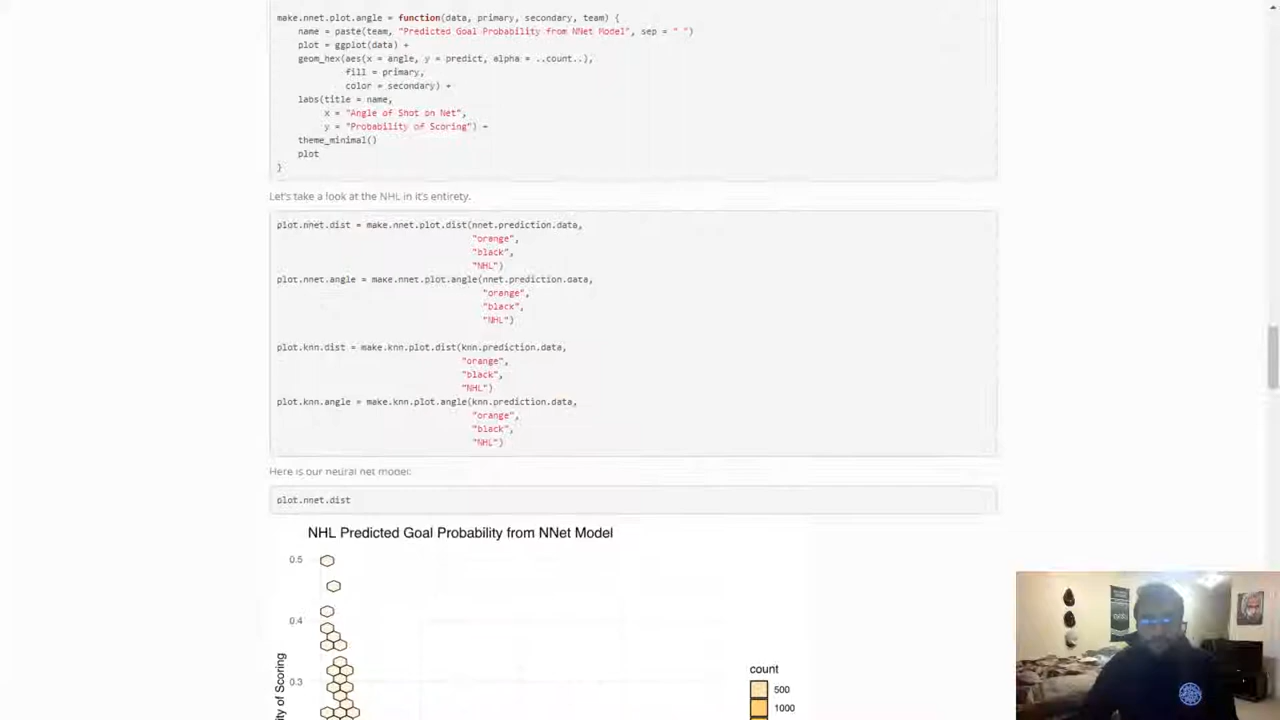 make.nnet.plot.angle = function(data, primary, secondary, team) {
name = paste(team, "Predicted Goal Probability from NNet Model", sep = " ")
plot = ggplot(data) +
geom_hex(aes(x = angle, y = predict, alpha = ..count..),
fill = primary,
color = secondary) +
labs(title = name,
x = "Angle of Shot on Net",
y = "Probability of Scoring") +
theme_minimal()
plot
}
Let's take a look at the NHL in it's entirety.
plot.nnet.dist = make.nnet.plot.dist(nnet.prediction.data,
"orange",
"black",
"NHL")
plot.nnet.angle = make.nnet.plot.angle(nnet.prediction.data,
"orange",
"black",
"NHL")
plot.knn.dist = make.knn.plot.dist(knn.prediction.data,
"orange",
"black",
"NHL")
plot.knn.angle = make.knn.plot.angle(knn.prediction.data,
"orange",
"black",
"NHL")
Here is our neural net model:
plot.nnet.dist
NHL Predicted Goal Probability from NNet Model
0.5
0.4
0.3
of Scoring
count
500
1000